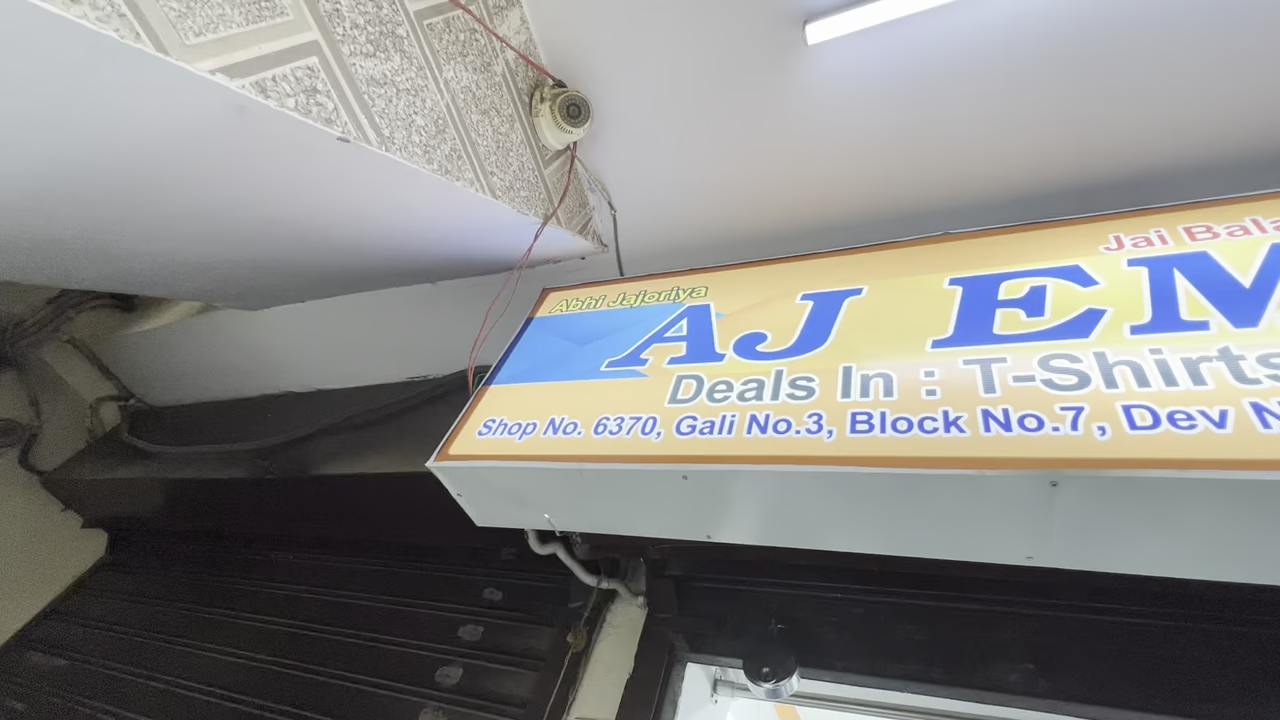 Abhi Jajoriya
Jai Bala
AJ EM
Deals In : T-Shirts
Shop No. 6370, Gali No.3, Block No.7, Dev N